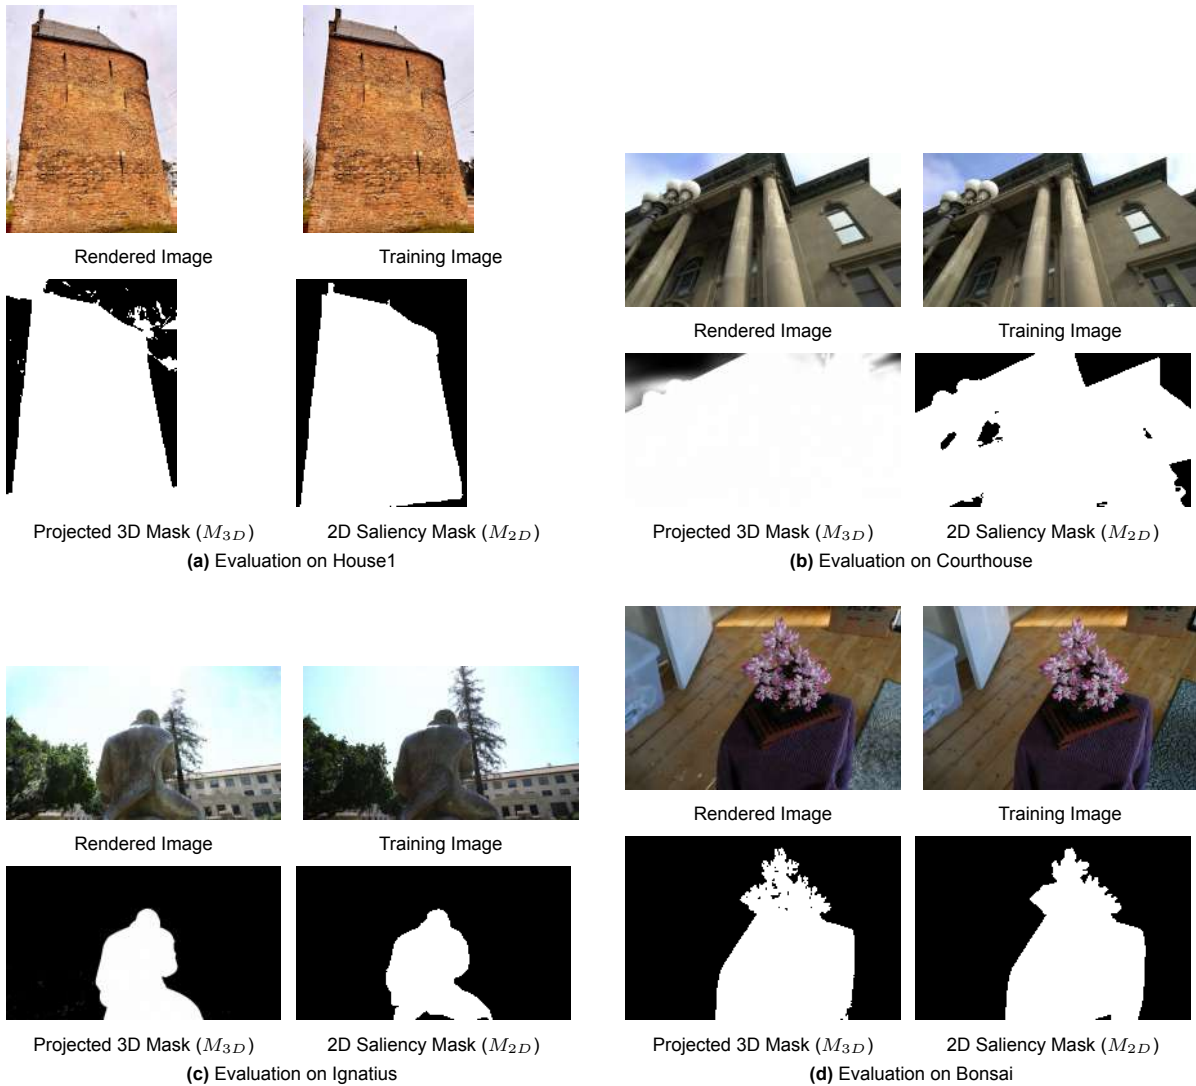 Rendered Image
Training Image
Projected 3D Mask (M3D)
2D Saliency Mask (M2D)
(a) Evaluation on House1
Rendered Image
Training Image
Projected 3D Mask (M3D)
2D Saliency Mask (M2D)
(b) Evaluation on Courthouse
Rendered Image
Training Image
Projected 3D Mask (M3D)
2D Saliency Mask (M2D)
(c) Evaluation on Ignatius
Rendered Image
Training Image
Projected 3D Mask (M3D)
2D Saliency Mask (M2D)
(d) Evaluation on Bonsai